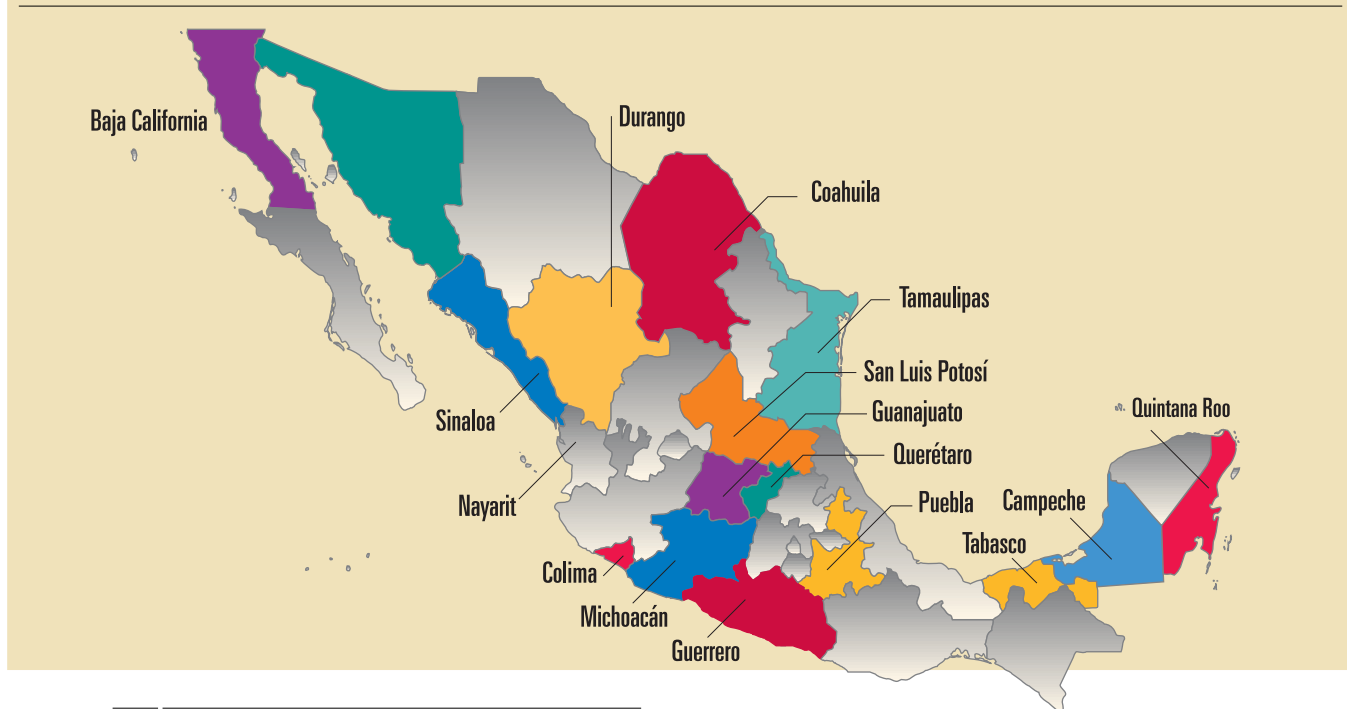 Baja California
Durango
Coahuila
Tamaulipas
San Luis Potosí
Guanajuato
Quintana Roo
Sinaloa
Querétaro
Nayarit
Puebla
Campeche
Tabasco
Colima
Michoacán
Guerrero